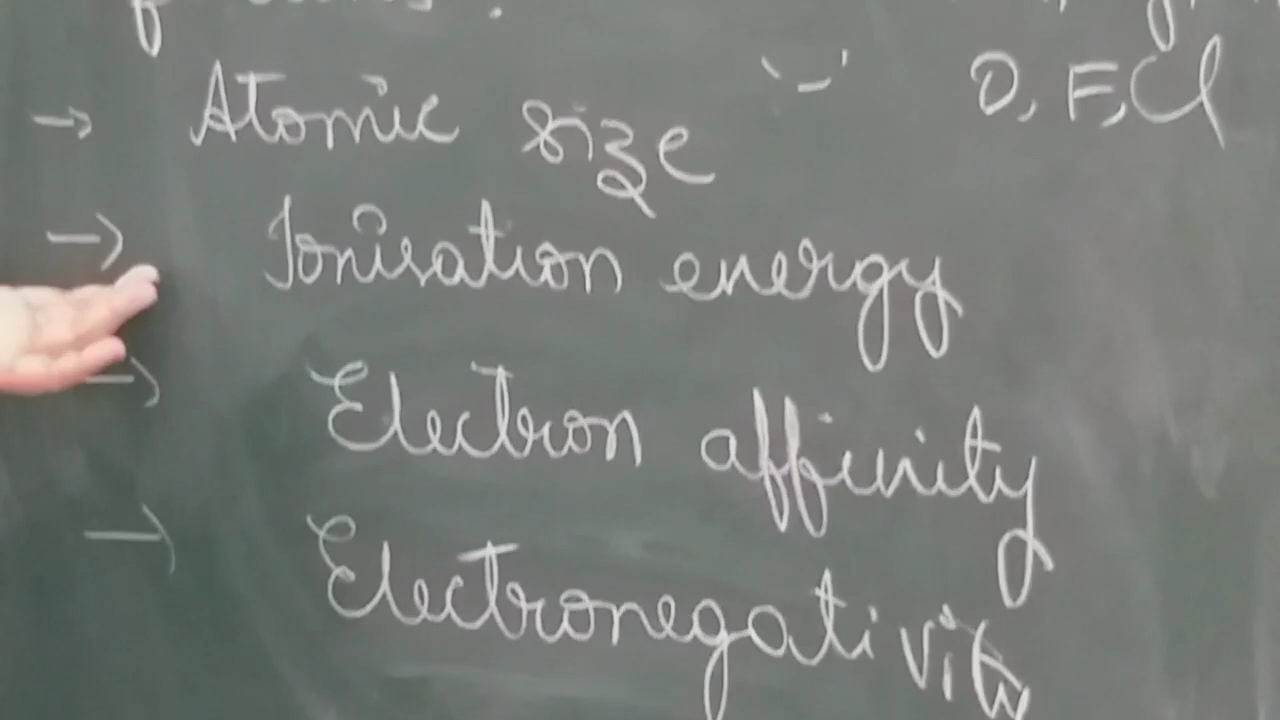 → Atomic size
O, F, Cl
→ Ionisation energy
→ Electron affinity
→ Electronegativity